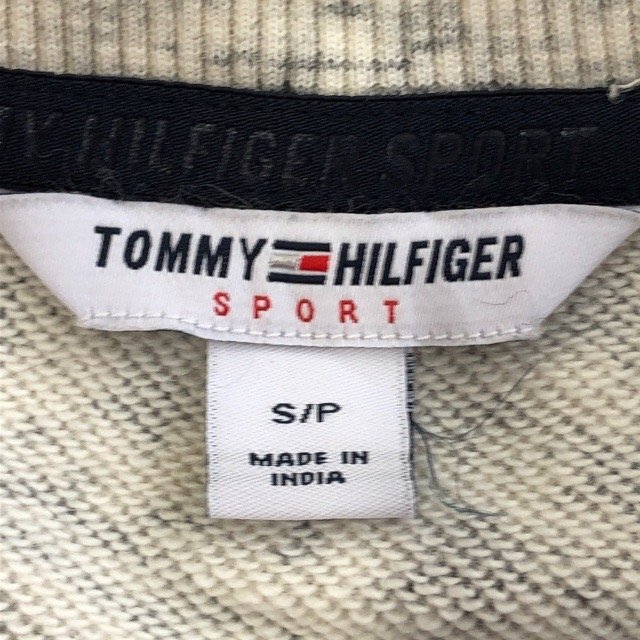 Y HILFIGER SPORT
TOMMY HILFIGER
SPORT
S/P
MADE IN
INDIA